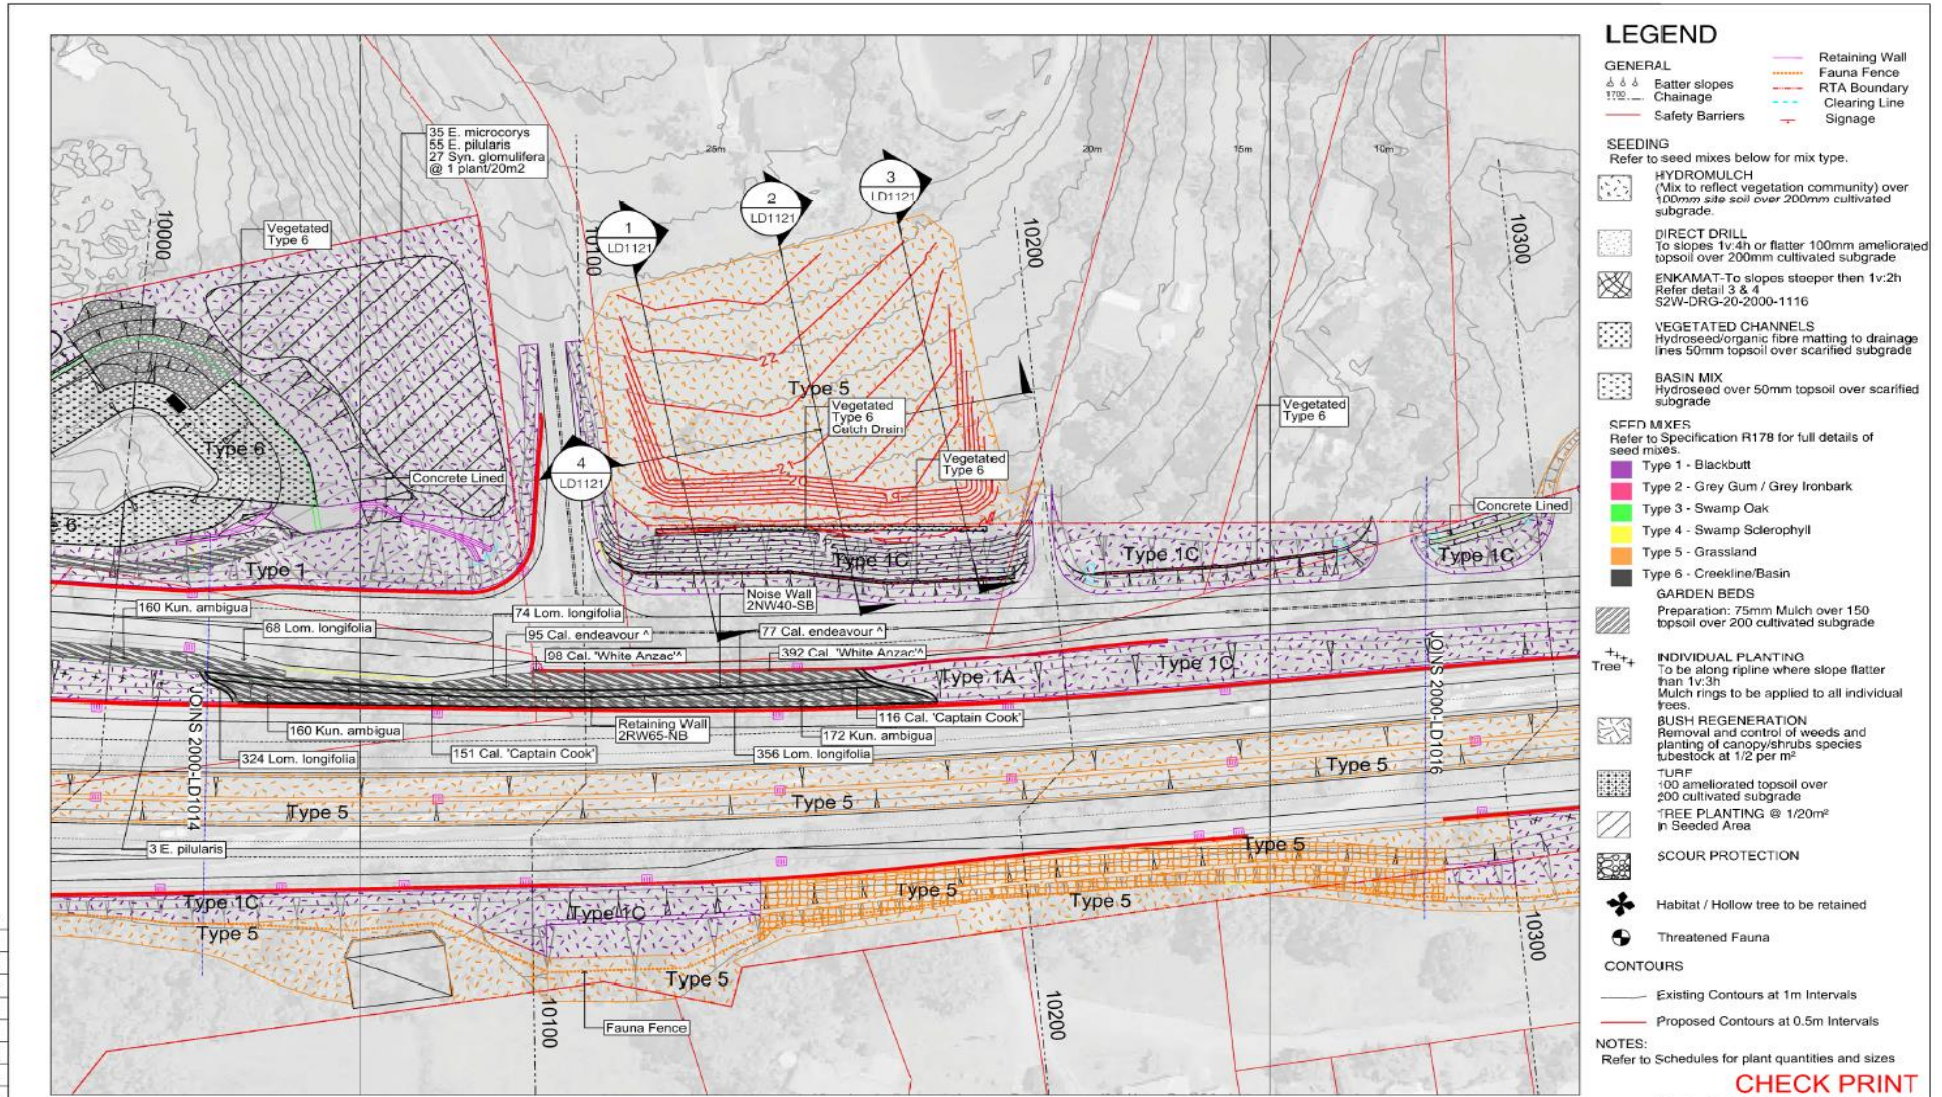 35 E. microcorys
55 E. pilularis
27 Syn. glomulifera
@ 1 plant/20m2
25m
20m
15m
10m
1
LD1121
2
LD1121
3
LD1121
10000
Vegetated
Type 6
10100
10200
10300
22
Type 5
Vegetated
Type 6
Catch Drain
Vegetated
Type 6
Vegetated
Type 6
Type 6
4
LD1121
Concrete Lined
21
20
Concrete Lined
e 6
Type 1
Type 1C
Type 1C
Type 1C
160 Kun. ambigua
68 Lom. longifolia
74 Lom. longifolia
Noise Wall
2NW40-SB
95 Cal. endeavour ^
77 Cal. endeavour ^
98 Cal. 'White Anzac'^
392 Cal. 'White Anzac'^
Type 1A
Type 1C
JOINS 2000-LD1014
JOINS 2000-LD1016
160 Kun. ambigua
Retaining Wall
2RW65-NB
116 Cal. 'Captain Cook'
324 Lom. longifolia
151 Cal. 'Captain Cook'
356 Lom. longifolia
172 Kun. ambigua
Type 5
Type 5
Type 5
3 E. pilularis
Type 5
Type 1C
Type 1C
Type 5
Type 5
Type 5
Type 5
10100
10200
10300
Fauna Fence
LEGEND
GENERAL
Batter slopes
1700
Chainage
Safety Barriers
Retaining Wall
Fauna Fence
RTA Boundary
Clearing Line
Signage
SEEDING
Refer to seed mixes below for mix type.
HYDROMULCH
(Mix to reflect vegetation community) over
100mm site soil over 200mm cultivated
subgrade.
DIRECT DRILL
To slopes 1v:4h or flatter 100mm ameliorated
topsoil over 200mm cultivated subgrade
ENKAMAT-To slopes steeper then 1v:2h
Refer detail 3 & 4
S2W-DRG-20-2000-1116
VEGETATED CHANNELS
Hydroseed/organic fibre matting to drainage
lines 50mm topsoil over scarified subgrade
BASIN MIX
Hydroseed over 50mm topsoil over scarified
subgrade
SEED MIXES
Refer to Specification R178 for full details of
seed mixes.
Type 1 - Blackbutt
Type 2 - Grey Gum / Grey Ironbark
Type 3 - Swamp Oak
Type 4 - Swamp Sclerophyll
Type 5 - Grassland
Type 6 - Creekline/Basin
GARDEN BEDS
Preparation: 75mm Mulch over 150
topsoil over 200 cultivated subgrade
Tree
INDIVIDUAL PLANTING
To be along ripline where slope flatter
than 1v:3h
Mulch rings to be applied to all individual
trees.
BUSH REGENERATION
Removal and control of weeds and
planting of canopy/shrubs species
tubestock at 1/2 per m²
TURF
100 ameliorated topsoil over
200 cultivated subgrade
TREE PLANTING @ 1/20m²
In Seeded Area
SCOUR PROTECTION
Habitat / Hollow tree to be retained
Threatened Fauna
CONTOURS
Existing Contours at 1m Intervals
Proposed Contours at 0.5m Intervals
NOTES:
Refer to Schedules for plant quantities and sizes
CHECK PRINT